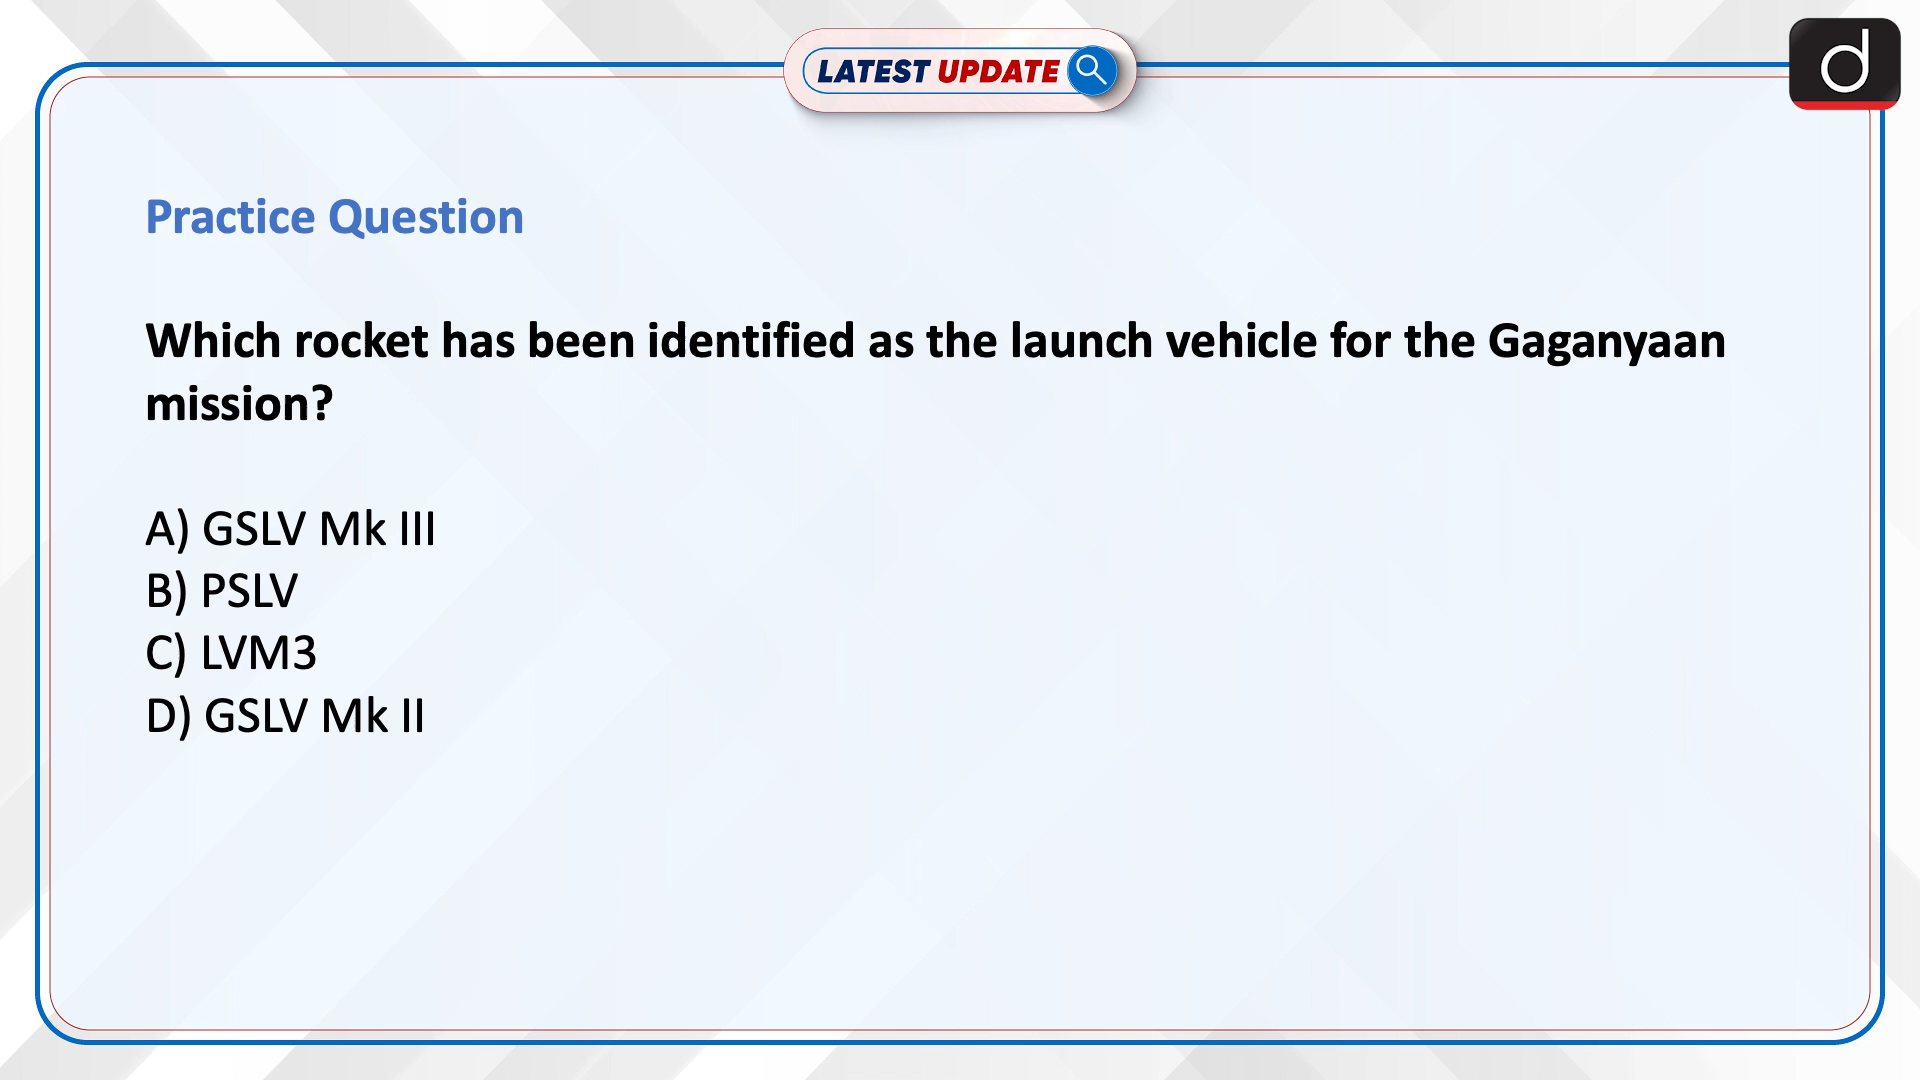 LATEST UPDATE
d
Practice Question
Which rocket has been identified as the launch vehicle for the Gaganyaan
mission?
A) GSLV Mk III
B) PSLV
C) LVM3
D) GSLV Mk II